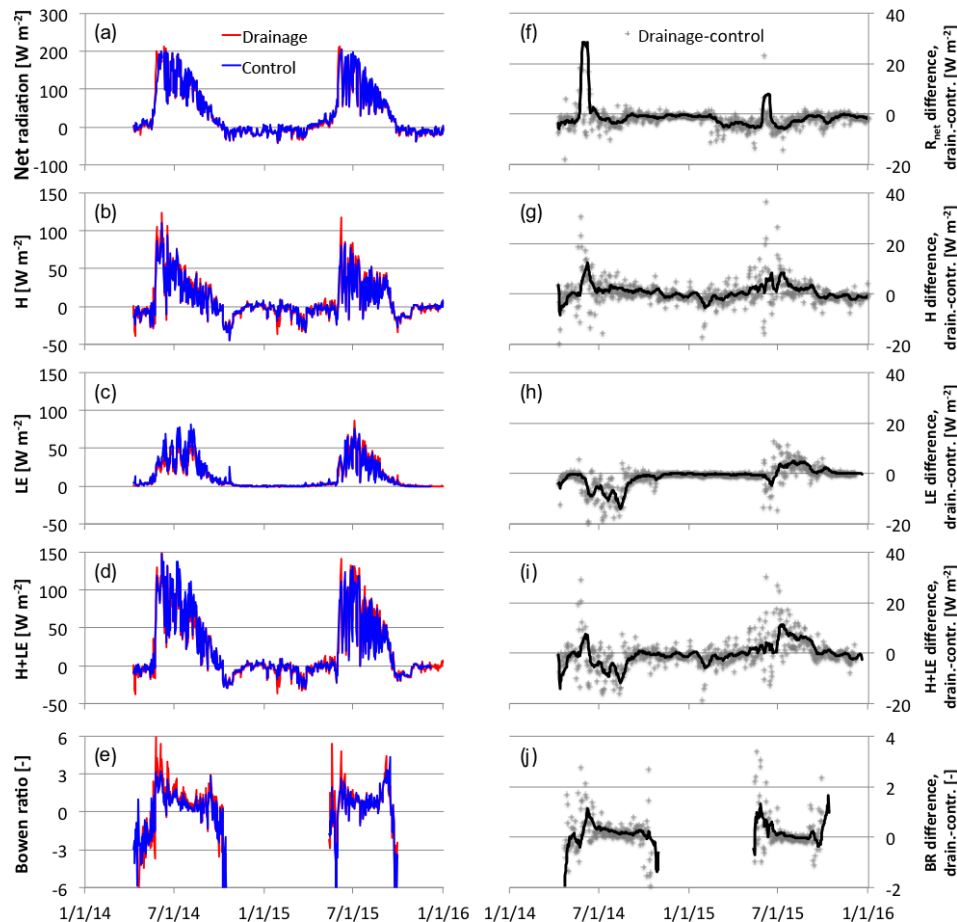 (a)
Drainage
Control
Net radiation [W m-2]
300
200
100
0
-100
(f)
Drainage-control
Rnet difference,
drain.-contr. [W m-2]
40
20
0
-20
(b)
H [W m-2]
150
100
50
0
-50
(g)
H difference,
drain.-contr. [W m-2]
40
20
0
-20
(c)
LE [W m-2]
150
100
50
0
-50
(h)
LE difference,
drain.-contr. [W m-2]
40
20
0
-20
(d)
H+LE [W m-2]
150
100
50
0
-50
(i)
H+LE difference,
drain.-contr. [W m-2]
40
20
0
-20
(e)
Bowen ratio [-]
6
3
0
-3
-6
(j)
BR difference,
drain.-contr. [-]
4
2
0
-2
1/1/14 7/1/14 1/1/15 7/1/15 1/1/16
1/1/14 7/1/14 1/1/15 7/1/15 1/1/16